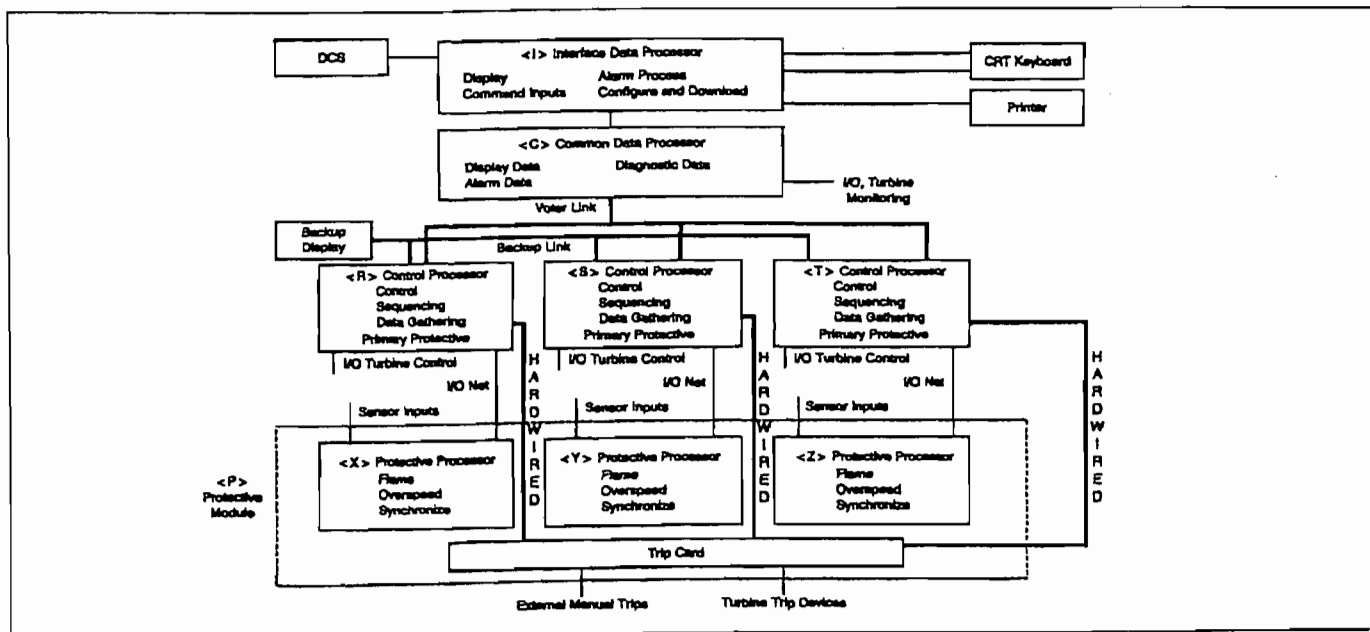 DCS
<I> Interface Data Processor
Display
Alarm Process
Command Inputs
Configure and Download
CRT Keyboard
Printer
<C> Common Data Processor
Display Data
Diagnostic Data
Alarm Data
I/O, Turbine
Monitoring
Voter Link
Backup
Display
Backup Link
<R> Control Processor
Control
Sequencing
Data Gathering
Primary Protective
<S> Control Processor
Control
Sequencing
Data Gathering
Primary Protective
<T> Control Processor
Control
Sequencing
Data Gathering
Primary Protective
I/O Turbine Control
I/O Net
Sensor Inputs
HARDWIRED
I/O Turbine Control
I/O Net
Sensor Inputs
HARDWIRED
I/O Turbine Control
I/O Net
Sensor Inputs
HARDWIRED
<P>
Protective
Module
<X> Protective Processor
Flame
Overspeed
Synchronize
<Y> Protective Processor
Flame
Overspeed
Synchronize
<Z> Protective Processor
Flame
Overspeed
Synchronize
Trip Card
External Manual Trips
Turbine Trip Devices